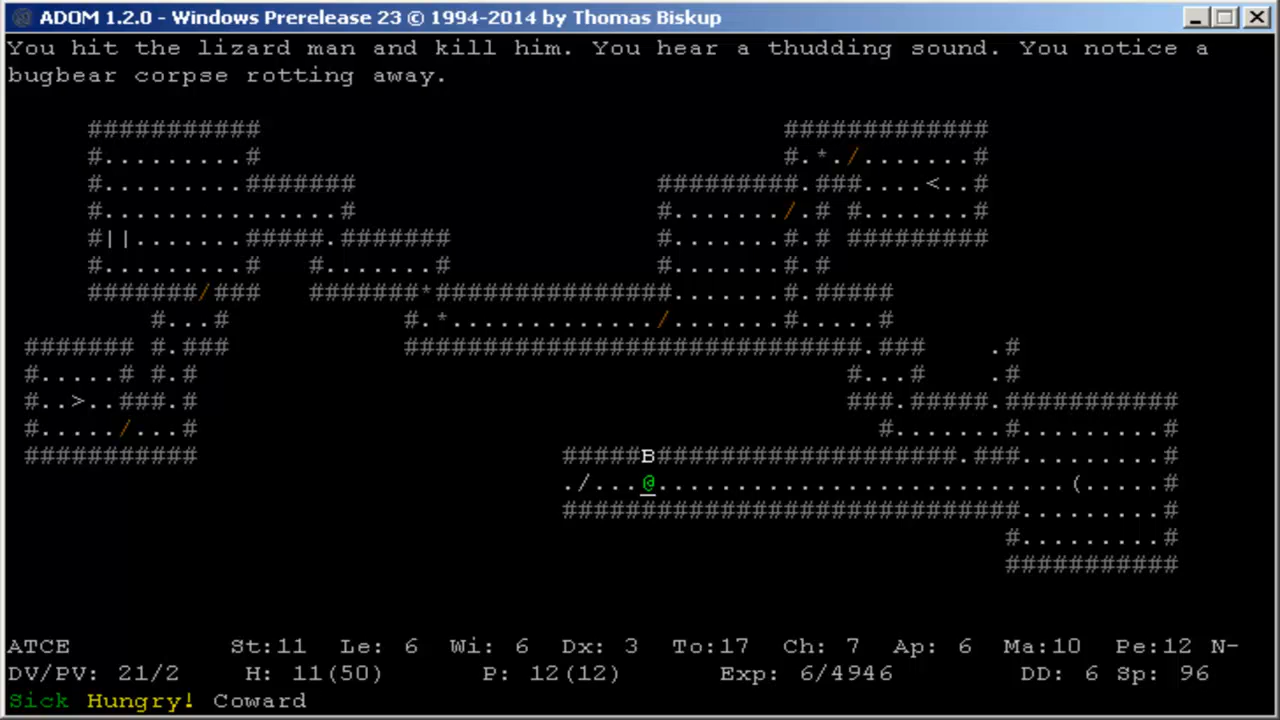 ADOM 1.2.0 - Windows Prerelease 23 © 1994-2014 by Thomas Biskup
You hit the lizard man and kill him. You hear a thudding sound. You notice a
bugbear corpse rotting away.
########### #############
#.........# #.*./.......#
#.........####### #########.###....<..#
#...............# #......./.# #.......#
#||.......#####.####### #.......#.# #########
#.........# #.......# #.......#.#
#######/### #######*###############.......#.#####
#...# #.*............./.......#.....#
####### #.### #############################.### .#
#.....# #.# #...# .#
#..>..###.# ###.#####.###########
#...../...# #.......#.........#
########### #####B###################.###.........#
./...@.........................(.....#
#############################.........#
#.........#
###########
ATCE St:11 Le: 6 Wi: 6 Dx: 3 To:17 Ch: 7 Ap: 6 Ma:10 Pe:12 N-
DV/PV: 21/2 H: 11(50) P: 12(12) Exp: 6/4946 DD: 6 Sp: 96
Sick Hungry! Coward